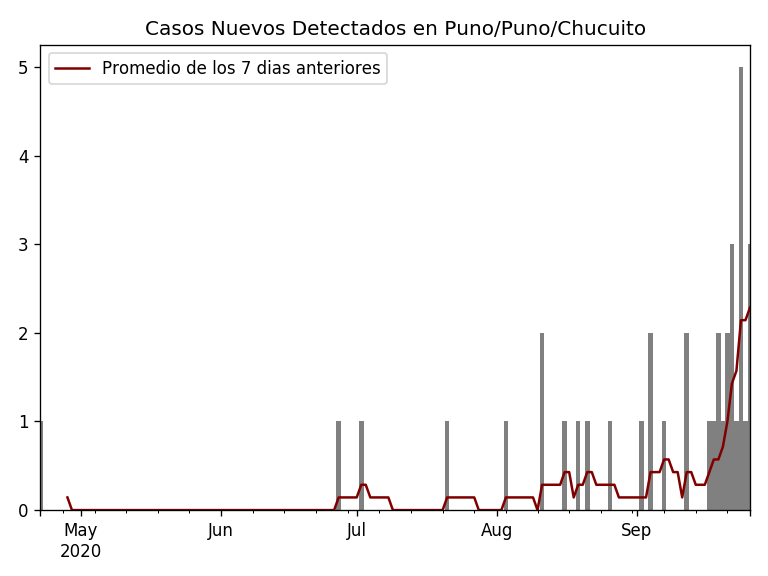 Casos Nuevos Detectados en Puno/Puno/Chucuito
Promedio de los 7 dias anteriores
5
4
3
2
1
0
May Jun Jul Aug Sep
2020